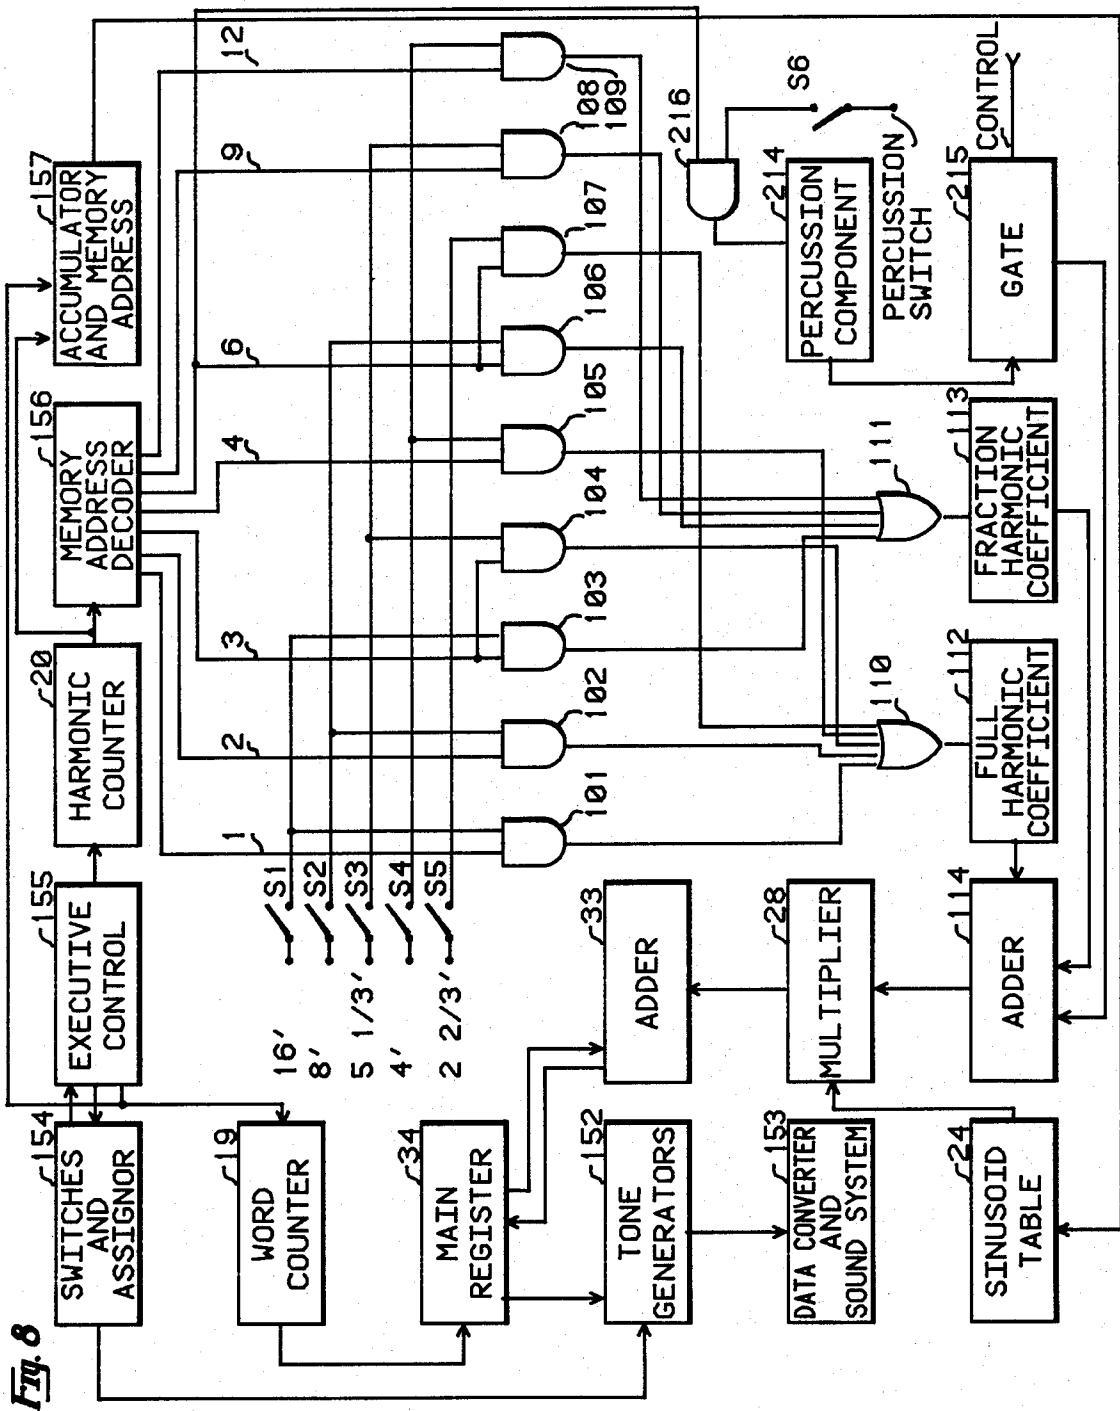 Fig. 8
SWITCHES
AND
ASSIGNOR
154
EXECUTIVE
CONTROL
155
HARMONIC
COUNTER
20
MEMORY
ADDRESS
DECODER
156
ACCUMULATOR
AND MEMORY
ADDRESS
157
WORD
COUNTER
19
1
2
3
4
6
9
12
16'
8'
5 1/3'
4'
2 2/3'
S1
S2
S3
S4
S5
MAIN
REGISTER
34
101
102
103
104
105
106
107
108
109
TONE
GENERATORS
152
ADDER
33
216
S6
DATA CONVERTER
AND
SOUND SYSTEM
153
MULTIPLIER
28
110
111
PERCUSSION
COMPONENT
214
PERCUSSION
SWITCH
SINUSOID
TABLE
24
ADDER
114
FULL
HARMONIC
COEFFICIENT
112
FRACTION
HARMONIC
COEFFICIENT
113
GATE
215
CONTROL